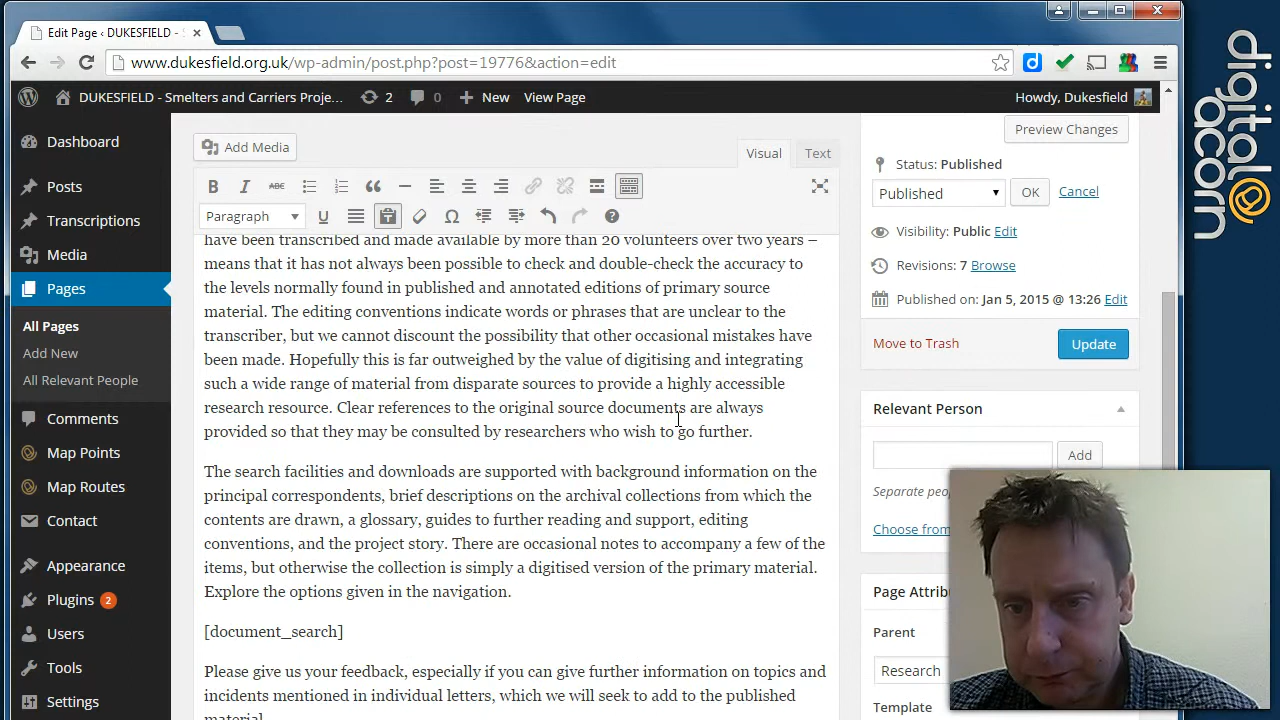 Edit Page ‹ DUKESFIELD -
www.dukesfield.org.uk/wp-admin/post.php?post=19776&action=edit
DUKESFIELD - Smelters and Carriers Proje... 2 0 New View Page Howdy, Dukesfield
digital@
acorn
Dashboard
Posts
Transcriptions
Media
Pages
All Pages
Add New
All Relevant People
Comments
Map Points
Map Routes
Contact
Appearance
Plugins 2
Users
Tools
Settings
Add Media
Visual Text
B I ABC
Paragraph U
have been transcribed and made available by more than 20 volunteers over two years –
means that it has not always been possible to check and double-check the accuracy to
the levels normally found in published and annotated editions of primary source
material. The editing conventions indicate words or phrases that are unclear to the
transcriber, but we cannot discount the possibility that other occasional mistakes have
been made. Hopefully this is far outweighed by the value of digitising and integrating
such a wide range of material from disparate sources to provide a highly accessible
research resource. Clear references to the original source documents are always
provided so that they may be consulted by researchers who wish to go further.
The search facilities and downloads are supported with background information on the
principal correspondents, brief descriptions on the archival collections from which the
contents are drawn, a glossary, guides to further reading and support, editing
conventions, and the project story. There are occasional notes to accompany a few of the
items, but otherwise the collection is simply a digitised version of the primary material.
Explore the options given in the navigation.
[document_search]
Please give us your feedback, especially if you can give further information on topics and
incidents mentioned in individual letters, which we will seek to add to the published
material.
Preview Changes
Status: Published
Published OK Cancel
Visibility: Public Edit
Revisions: 7 Browse
Published on: Jan 5, 2015 @ 13:26 Edit
Move to Trash Update
Relevant Person
Add
Separate
Choose from
Page
Parent
Research
Template